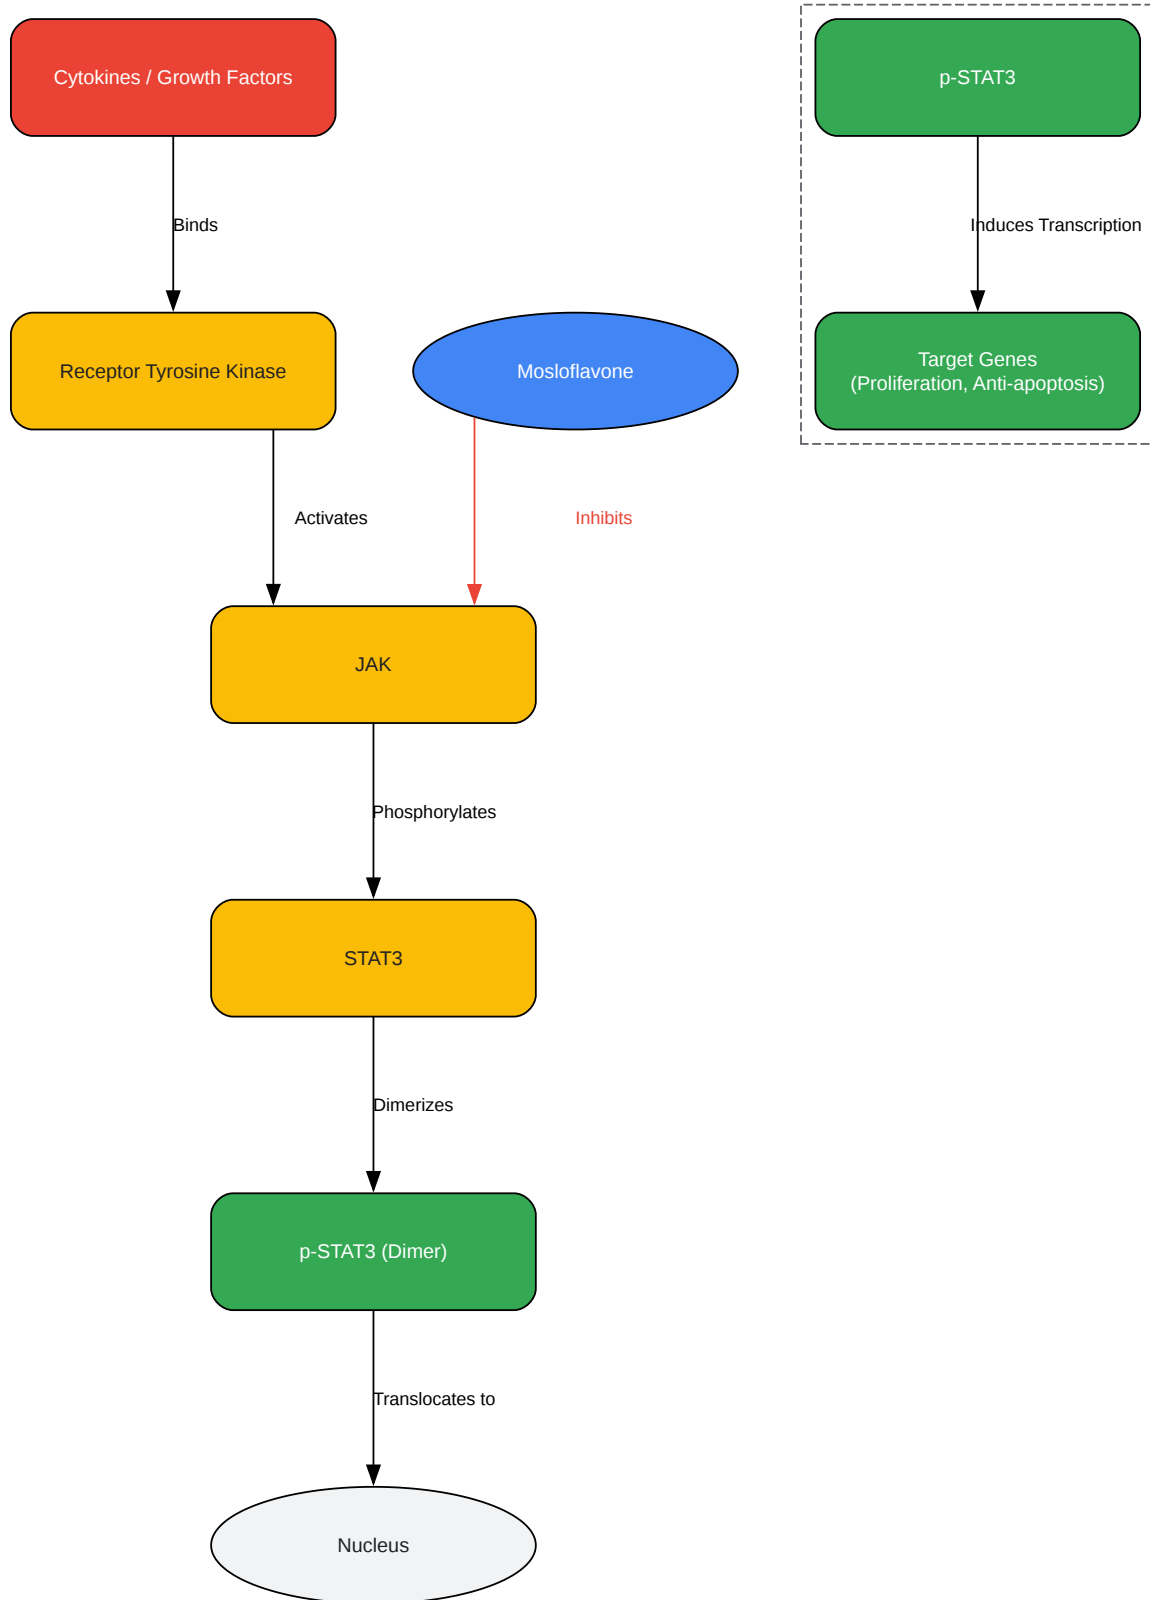 Cytokines / Growth Factors
p-STAT3
Binds
Induces Transcription
Receptor Tyrosine Kinase
Mosloflavone
Target Genes
(Proliferation, Anti-apoptosis)
Activates
Inhibits
JAK
Phosphorylates
STAT3
Dimerizes
p-STAT3 (Dimer)
Translocates to
Nucleus